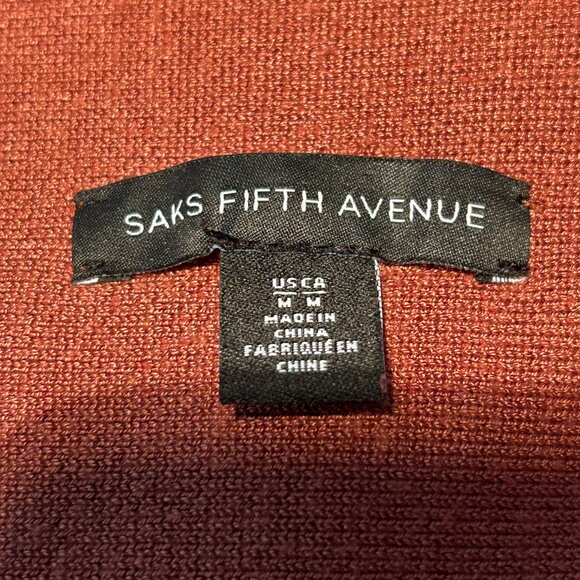 SAKS FIFTH AVENUE
US CA
M M
MADE IN
CHINA
FABRIQUÉ EN
CHINE